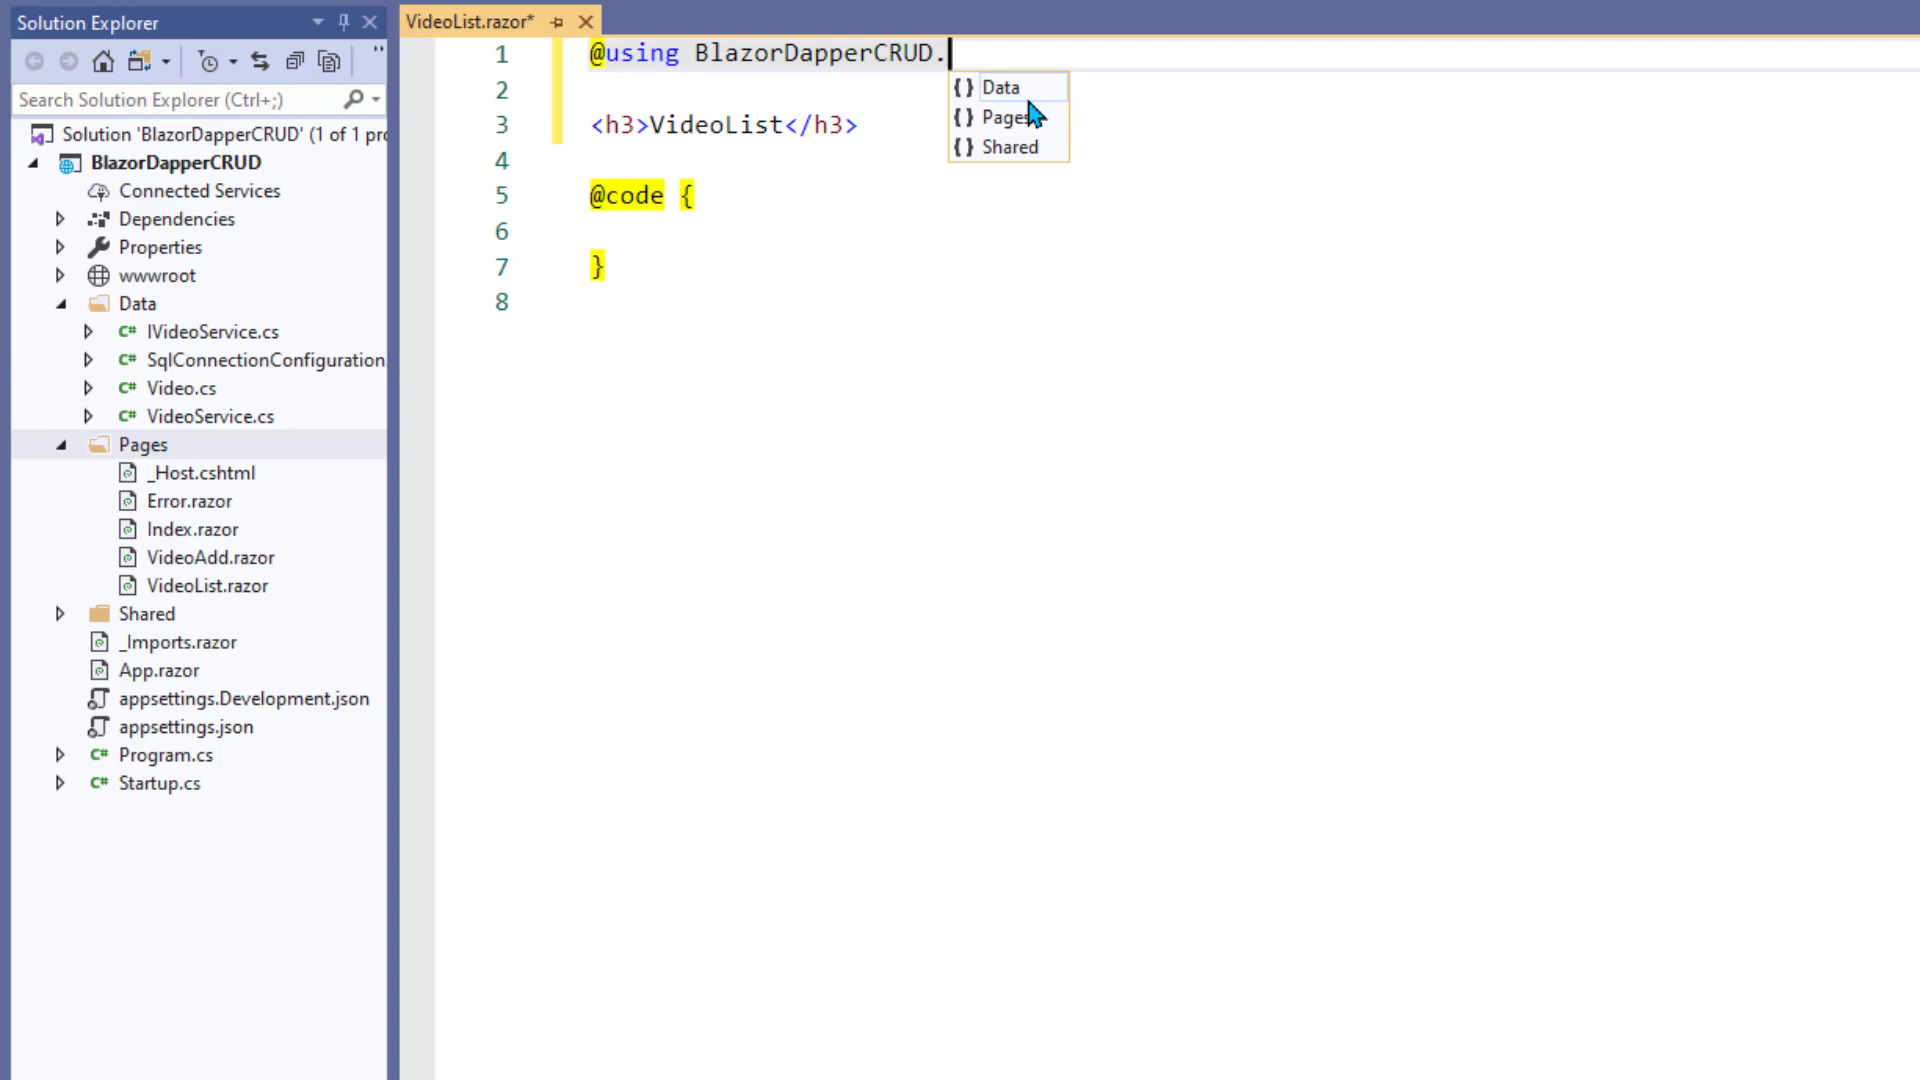 Solution Explorer
Search Solution Explorer (Ctrl+;)
Solution 'BlazorDapperCRUD' (1 of 1 pro
BlazorDapperCRUD
Connected Services
Dependencies
Properties
wwwroot
Data
C# IVideoService.cs
C# SqlConnectionConfiguration
C# Video.cs
C# VideoService.cs
Pages
_Host.cshtml
Error.razor
Index.razor
VideoAdd.razor
VideoList.razor
Shared
_Imports.razor
App.razor
appsettings.Development.json
appsettings.json
C# Program.cs
C# Startup.cs
VideoList.razor*
1 @using BlazorDapperCRUD.
2
3 <h3>VideoList</h3>
4
5 @code {
6
7 }
8
{ } Data
{ } Pages
{ } Shared